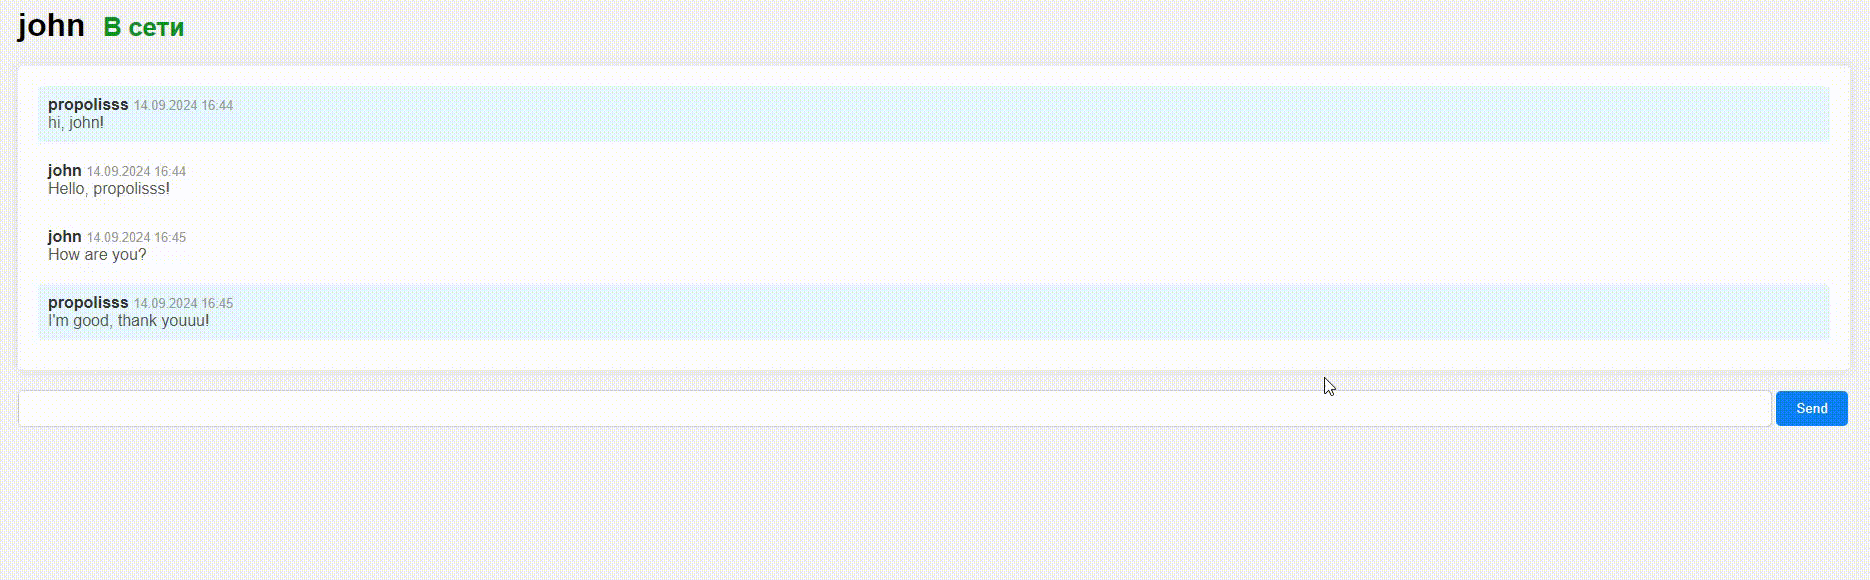 john В сети
propolisss 14.09.2024 16:44
hi, john!
john 14.09.2024 16:44
Hello, propolisss!
john 14.09.2024 16:45
How are you?
propolisss 14.09.2024 16:45
I'm good, thank youuu!
Send